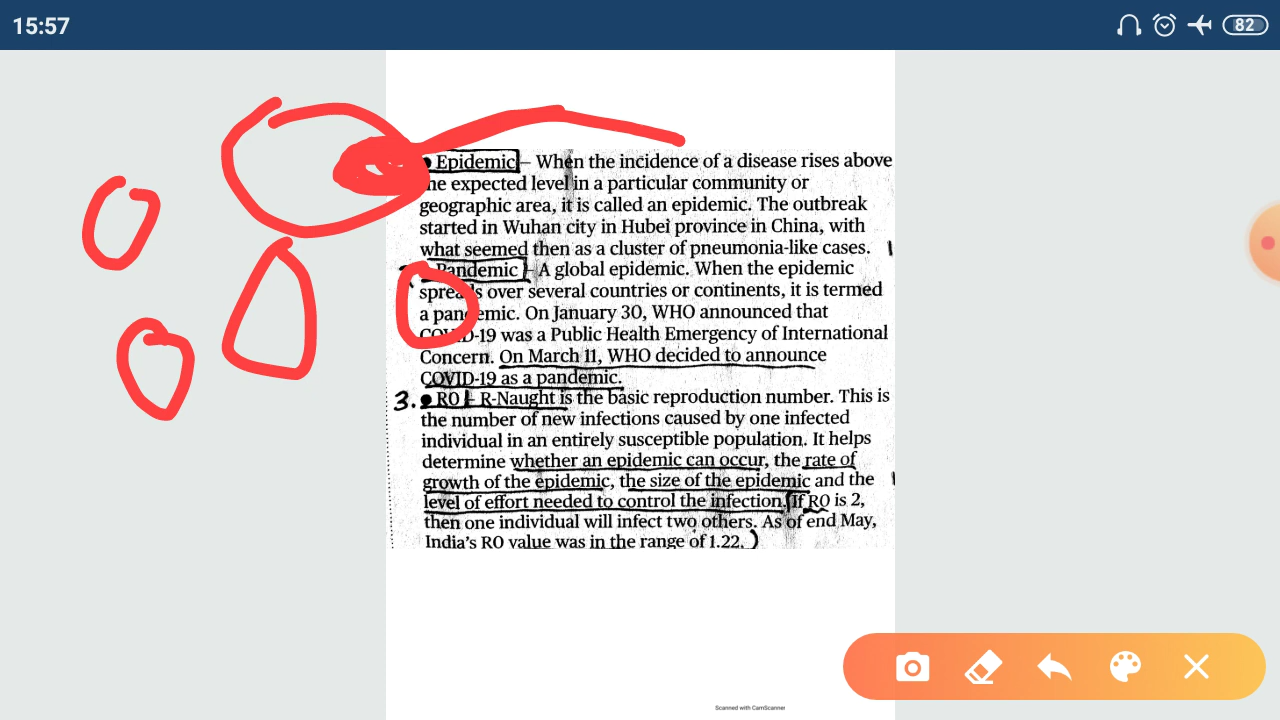 15:57
82
● Epidemic – When the incidence of a disease rises above
the expected level in a particular community or
geographic area, it is called an epidemic. The outbreak
started in Wuhan city in Hubei province in China, with
what seemed then as a cluster of pneumonia-like cases.
Pandemic – A global epidemic. When the epidemic
spreads over several countries or continents, it is termed
a pandemic. On January 30, WHO announced that
COVID-19 was a Public Health Emergency of International
Concern. On March 11, WHO decided to announce
COVID-19 as a pandemic.
3. ● RO – R-Naught is the basic reproduction number. This is
the number of new infections caused by one infected
individual in an entirely susceptible population. It helps
determine whether an epidemic can occur, the rate of
growth of the epidemic, the size of the epidemic and the
level of effort needed to control the infection. (If RO is 2,
then one individual will infect two others. As of end May,
India's RO value was in the range of 1.22.)
Scanned with CamScanner